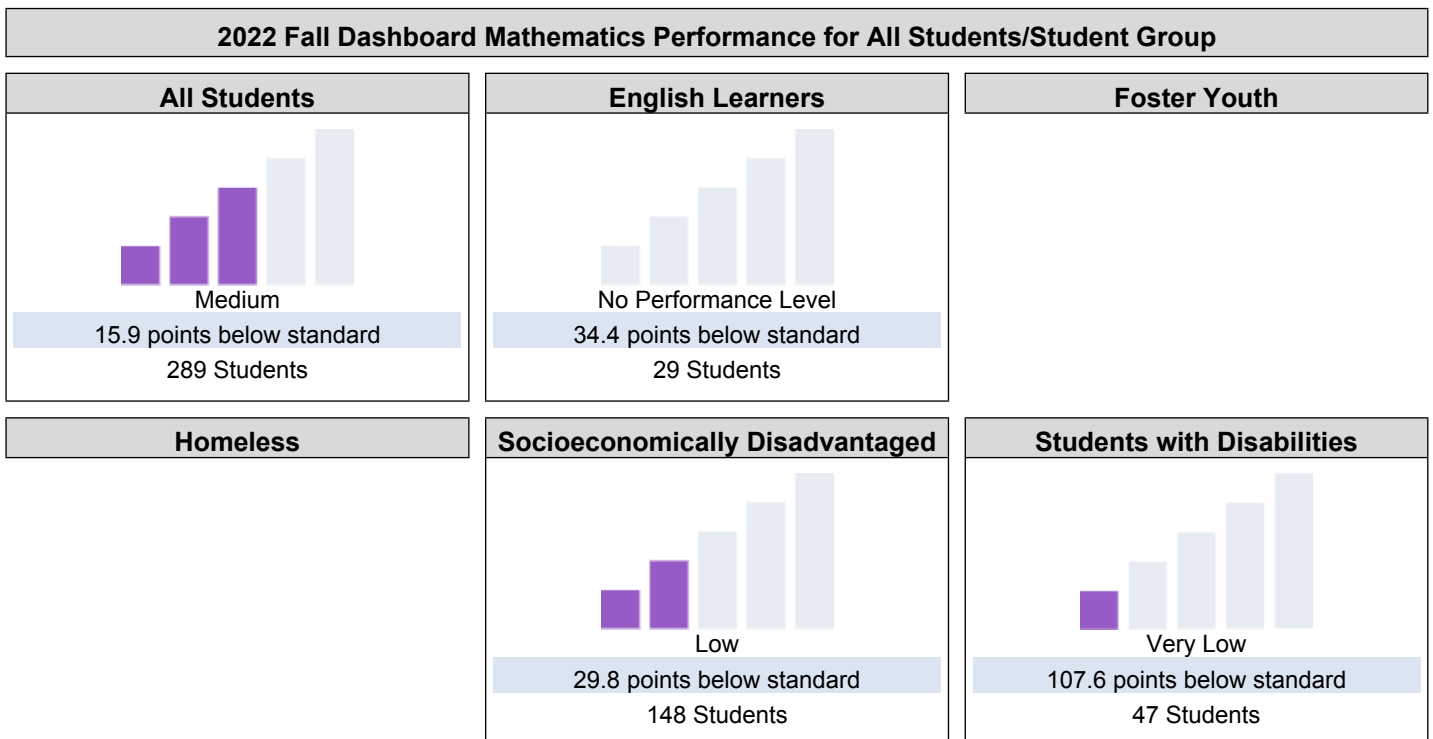 2022 Fall Dashboard Mathematics Performance for All Students/Student Group
All Students
Medium
15.9 points below standard
289 Students
English Learners
No Performance Level
34.4 points below standard
29 Students
Foster Youth
Homeless
Socioeconomically Disadvantaged
Low
29.8 points below standard
148 Students
Students with Disabilities
Very Low
107.6 points below standard
47 Students